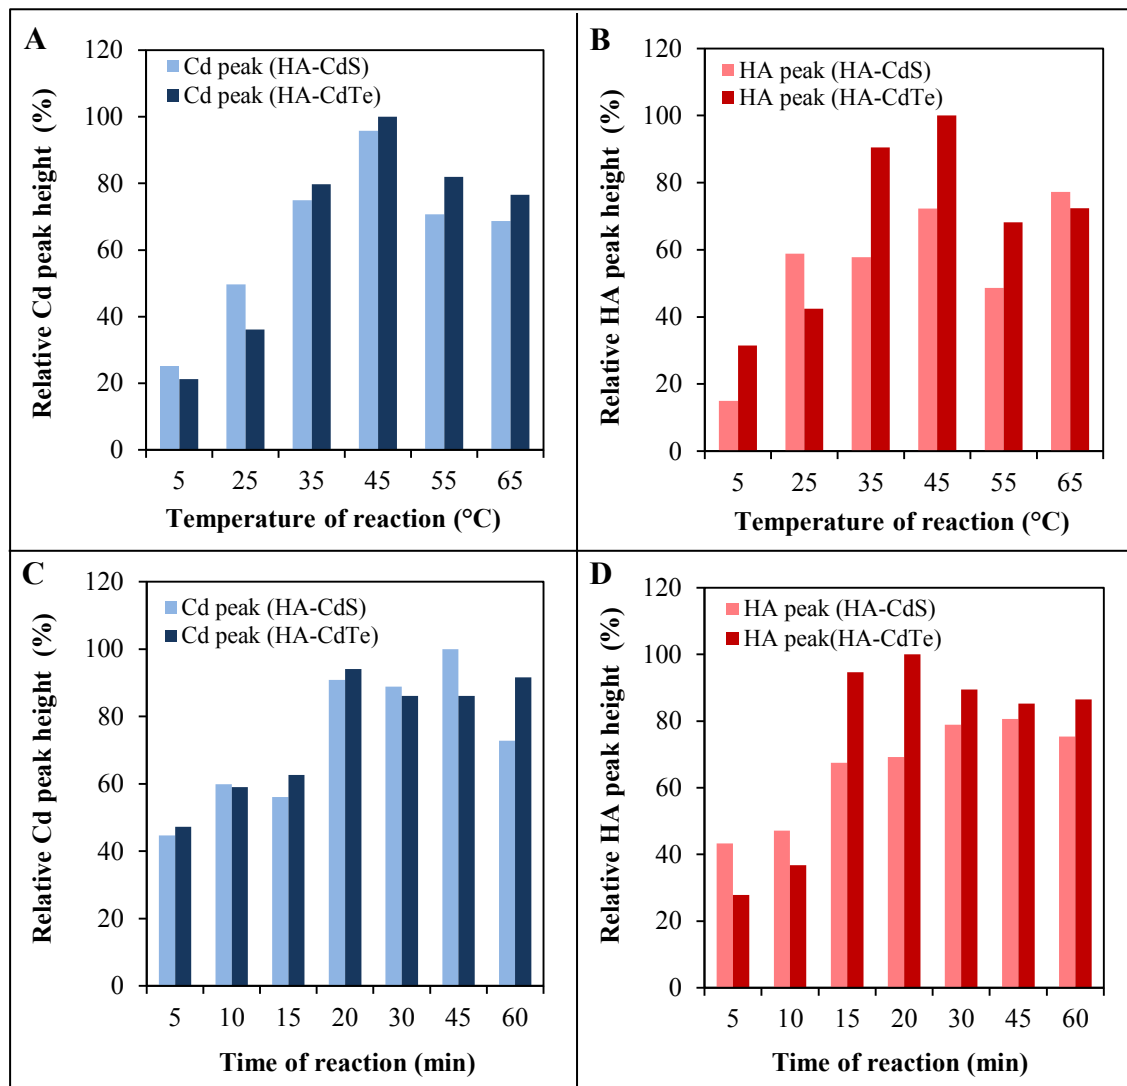 A
Relative Cd peak height (%)
120
100
80
60
40
20
0
Cd peak (HA-CdS)
Cd peak (HA-CdTe)
5 25 35 45 55 65
Temperature of reaction (°C)
B
Relative HA peak height (%)
120
100
80
60
40
20
0
HA peak (HA-CdS)
HA peak (HA-CdTe)
5 25 35 45 55 65
Temperature of reaction (°C)
C
Relative Cd peak height (%)
120
100
80
60
40
20
0
Cd peak (HA-CdS)
Cd peak (HA-CdTe)
5 10 15 20 30 45 60
Time of reaction (min)
D
Relative HA peak height (%)
120
100
80
60
40
20
0
HA peak (HA-CdS)
HA peak(HA-CdTe)
5 10 15 20 30 45 60
Time of reaction (min)